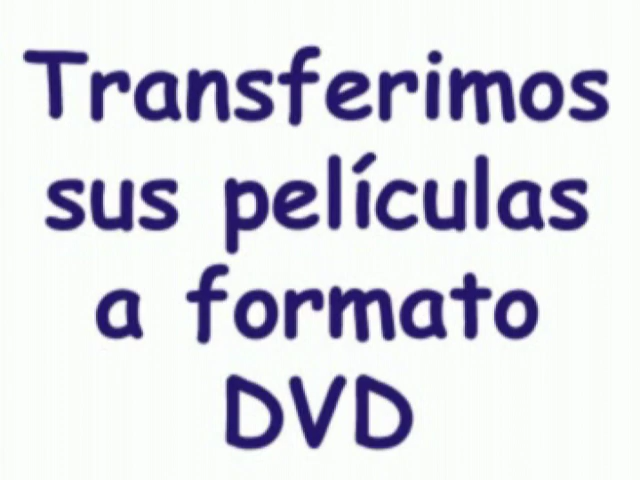 Transferimos
sus películas
a formato
DVD